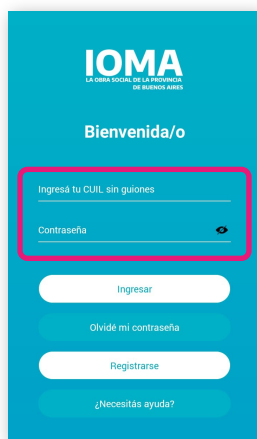 IOMA
LA OBRA SOCIAL DE LA PROVINCIA
DE BUENOS AIRES
Bienvenida/o
Ingresá tu CUIL sin guiones
Contraseña
Ingresar
Olvidé mi contraseña
Registrarse
¿Necesitás ayuda?